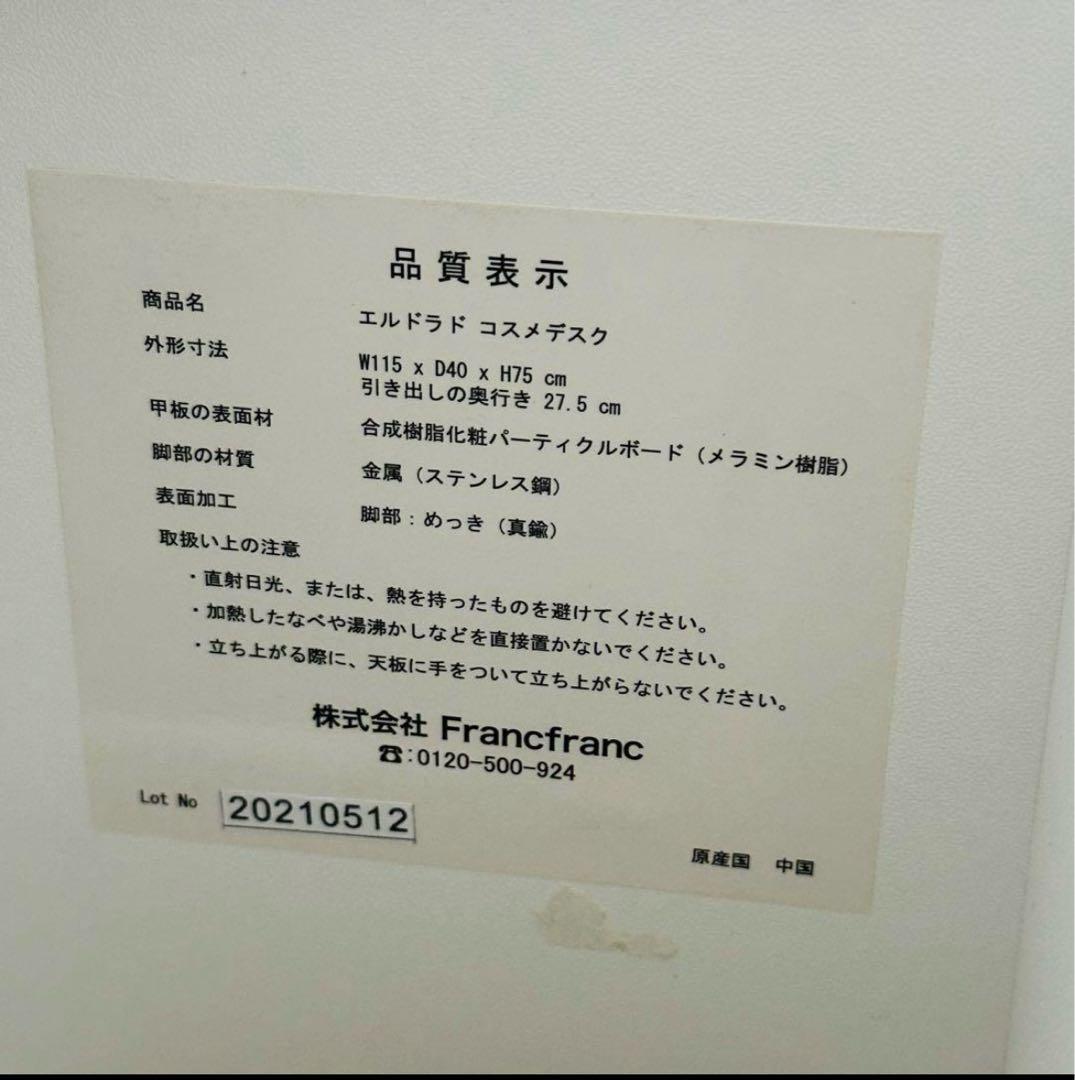 品質表示
商品名 エルドラド コスメデスク
外形寸法 W115 x D40 x H75 cm
引き出しの奥行き 27.5 cm
甲板の表面材 合成樹脂化粧パーティクルボード（メラミン樹脂）
脚部の材質 金属（ステンレス鋼）
表面加工 脚部：めっき（真鍮）
取扱い上の注意
・直射日光、または、熱を持ったものを避けてください。
・加熱したなべや湯沸かしなどを直接置かないでください。
・立ち上がる際に、天板に手をついて立ち上がらないでください。
株式会社 Francfranc
☎:0120-500-924
Lot No 20210512
原産国 中国